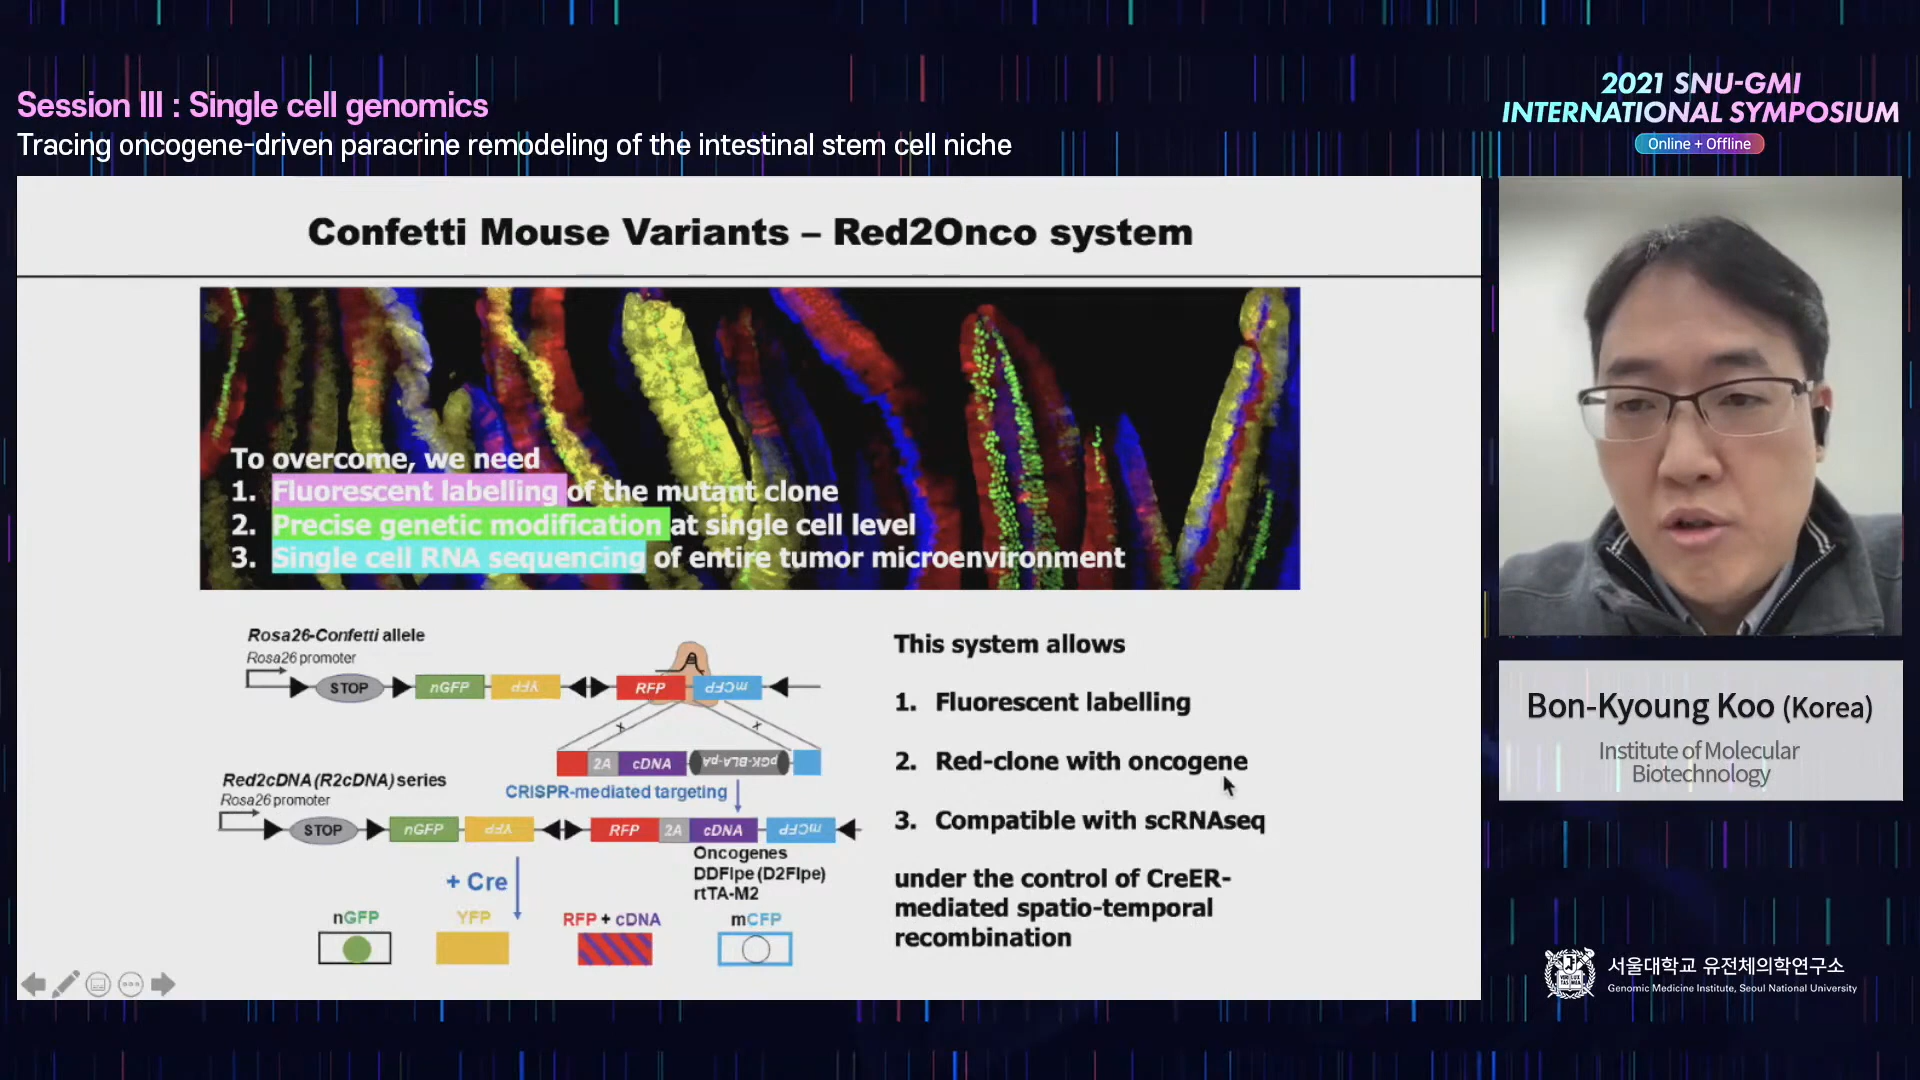 Session III : Single cell genomics
Tracing oncogene-driven paracrine remodeling of the intestinal stem cell niche
2021 SNU-GMI
INTERNATIONAL SYMPOSIUM
Online + Offline
Confetti Mouse Variants – Red2Onco system
To overcome, we need
1. Fluorescent labelling of the mutant clone
2. Precise genetic modification at single cell level
3. Single cell RNA sequencing of entire tumor microenvironment
Rosa26-Confetti allele
Rosa26 promoter
STOP nGFP YFP RFP mCFP
2A cDNA PGK-BLA-pA
CRISPR-mediated targeting
Red2cDNA (R2cDNA) series
Rosa26 promoter
STOP nGFP YFP RFP 2A cDNA mCFP
Oncogenes
DDFlpe (D2Flpe)
rtTA-M2
+ Cre
nGFP YFP RFP + cDNA mCFP
This system allows
1. Fluorescent labelling
2. Red-clone with oncogene
3. Compatible with scRNAseq
under the control of CreER-
mediated spatio-temporal
recombination
Bon-Kyoung Koo (Korea)
Institute of Molecular
Biotechnology
서울대학교 유전체의학연구소
Genomic Medicine Institute, Seoul National University